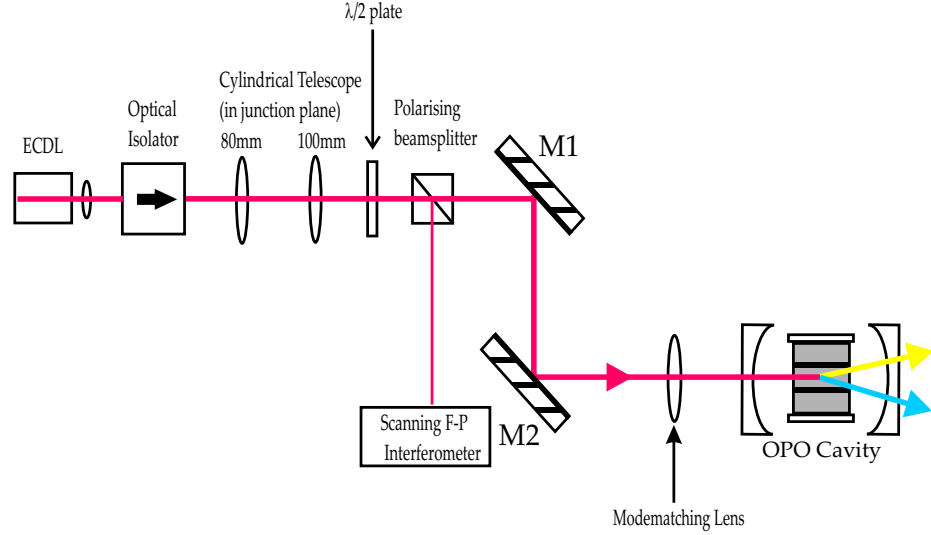 λ/2 plate
Cylindrical Telescope
(in junction plane)
80mm
100mm
Optical
Isolator
Polarising
beamsplitter
ECDL
M1
M2
Scanning F-P
Interferometer
OPO Cavity
Modematching Lens